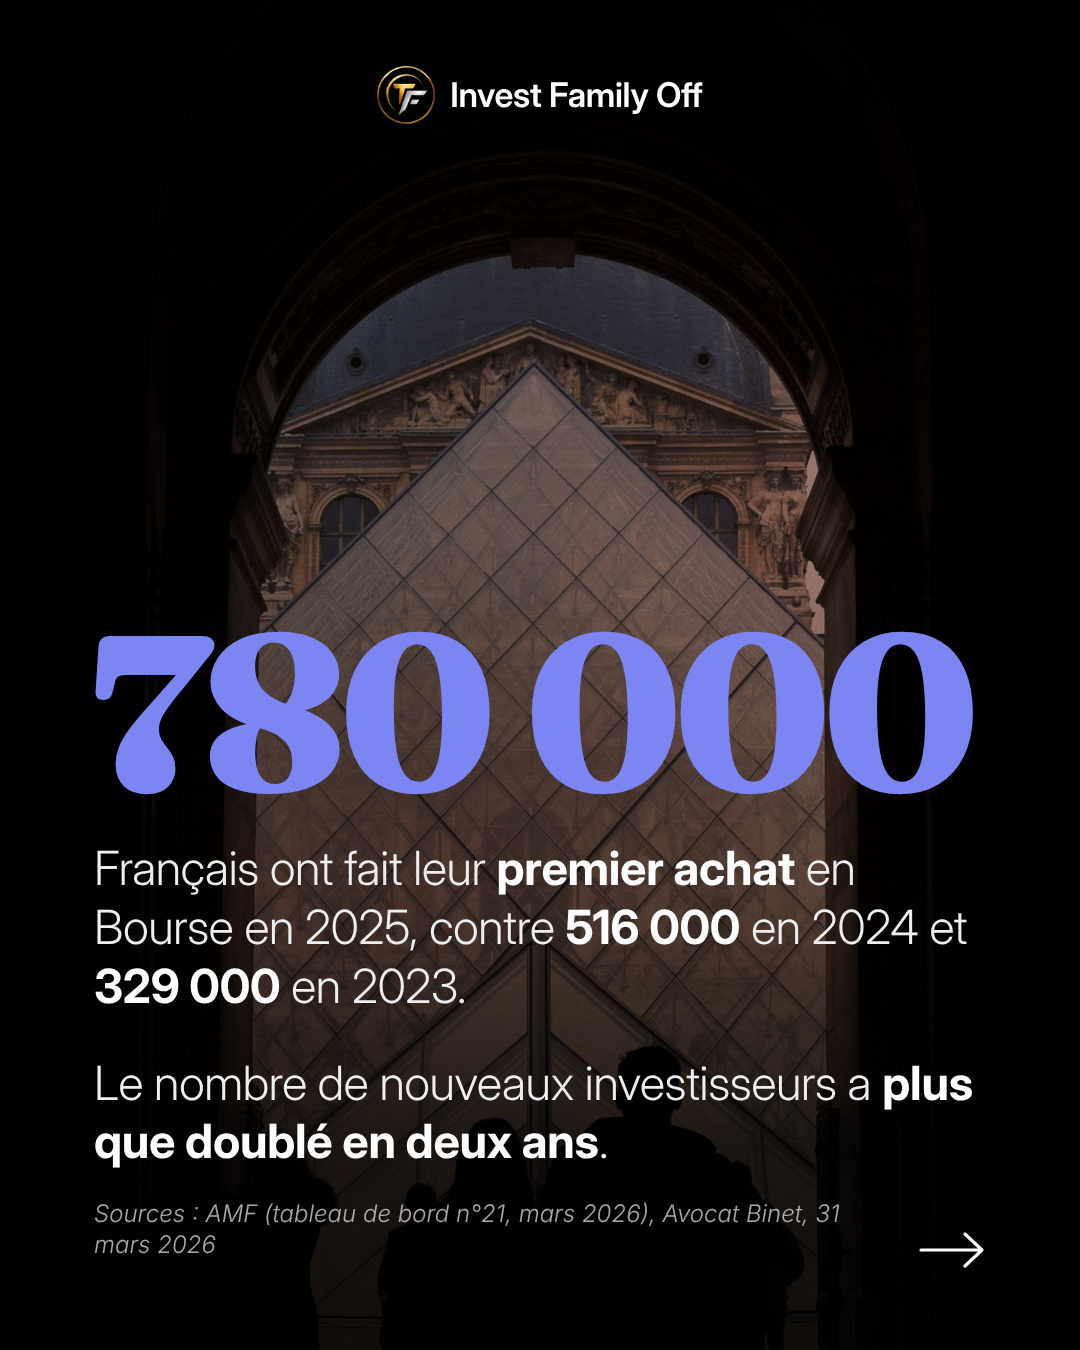 TF Invest Family Off
780 000
Français ont fait leur premier achat en
Bourse en 2025, contre 516 000 en 2024 et
329 000 en 2023.
Le nombre de nouveaux investisseurs a plus
que doublé en deux ans.
Sources : AMF (tableau de bord n°21, mars 2026), Avocat Binet, 31
mars 2026